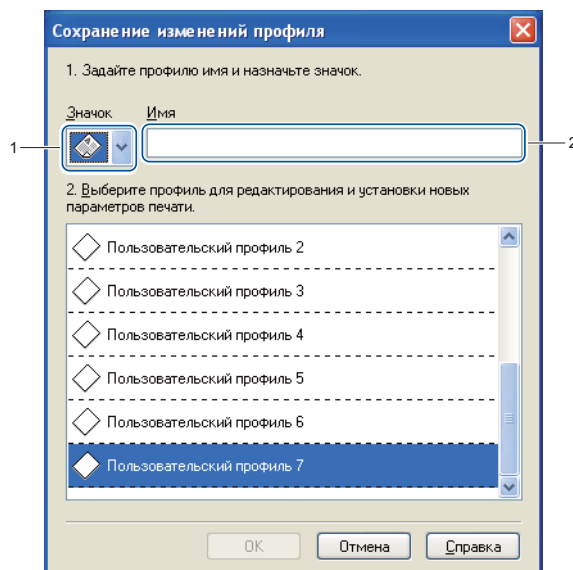 Сохранение изменений профиля
1. Задайте профилю имя и назначьте значок.
Значок Имя
1
2
2. Выберите профиль для редактирования и установки новых
параметров печати.
Пользовательский профиль 2
Пользовательский профиль 3
Пользовательский профиль 4
Пользовательский профиль 5
Пользовательский профиль 6
Пользовательский профиль 7
OK Отмена Справка